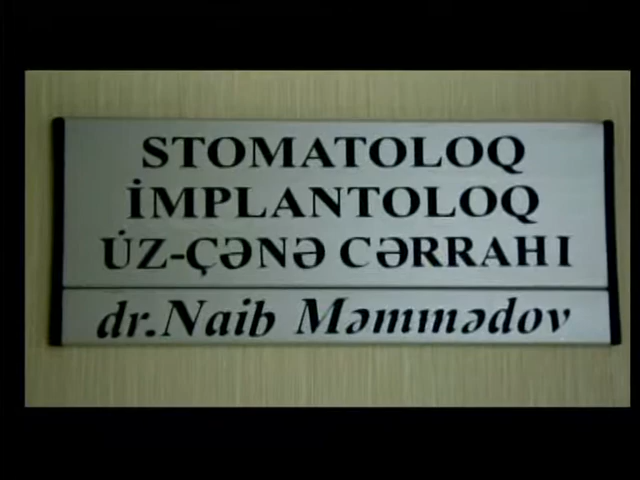 STOMATOLOQ
İMPLANTOLOQ
ÜZ-ÇƏNƏ CƏRRAHI
dr.Naib Məmmədov